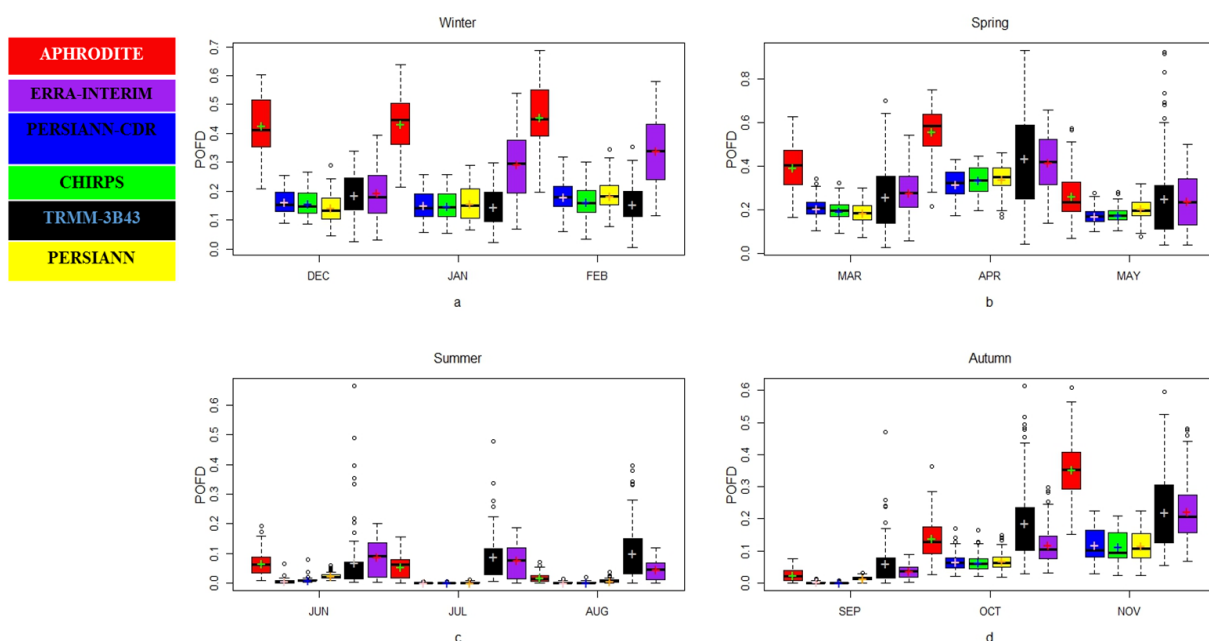 APHRODITE
ERRA-INTERIM
PERSIANN-CDR
CHIRPS
TRMM-3B43
PERSIANN
Winter
POFD
0.0 0.1 0.2 0.3 0.4 0.5 0.6 0.7
DEC JAN FEB
a
Spring
POFD
0.0 0.2 0.4 0.6 0.8
MAR APR MAY
b
Summer
POFD
0.0 0.1 0.2 0.3 0.4 0.5 0.6
JUN JUL AUG
c
Autumn
POFD
0.0 0.1 0.2 0.3 0.4 0.5 0.6
SEP OCT NOV
d